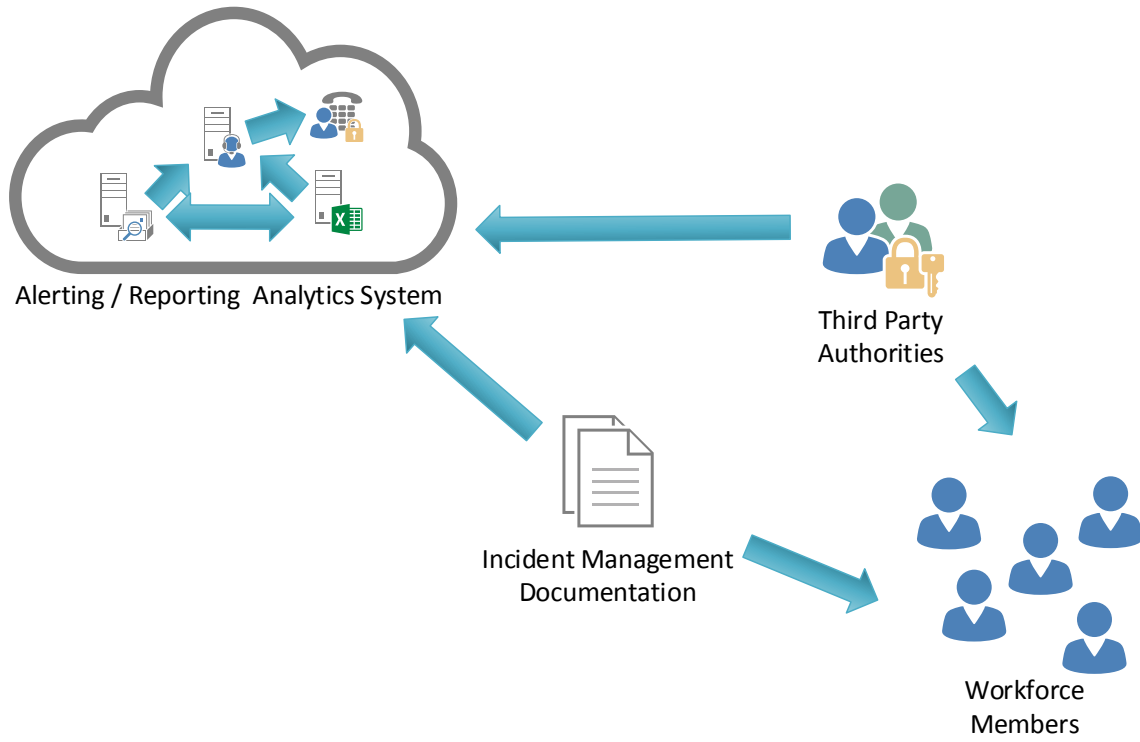 Alerting / Reporting  Analytics System
Third Party
Authorities
Incident Management
Documentation
Workforce
Members